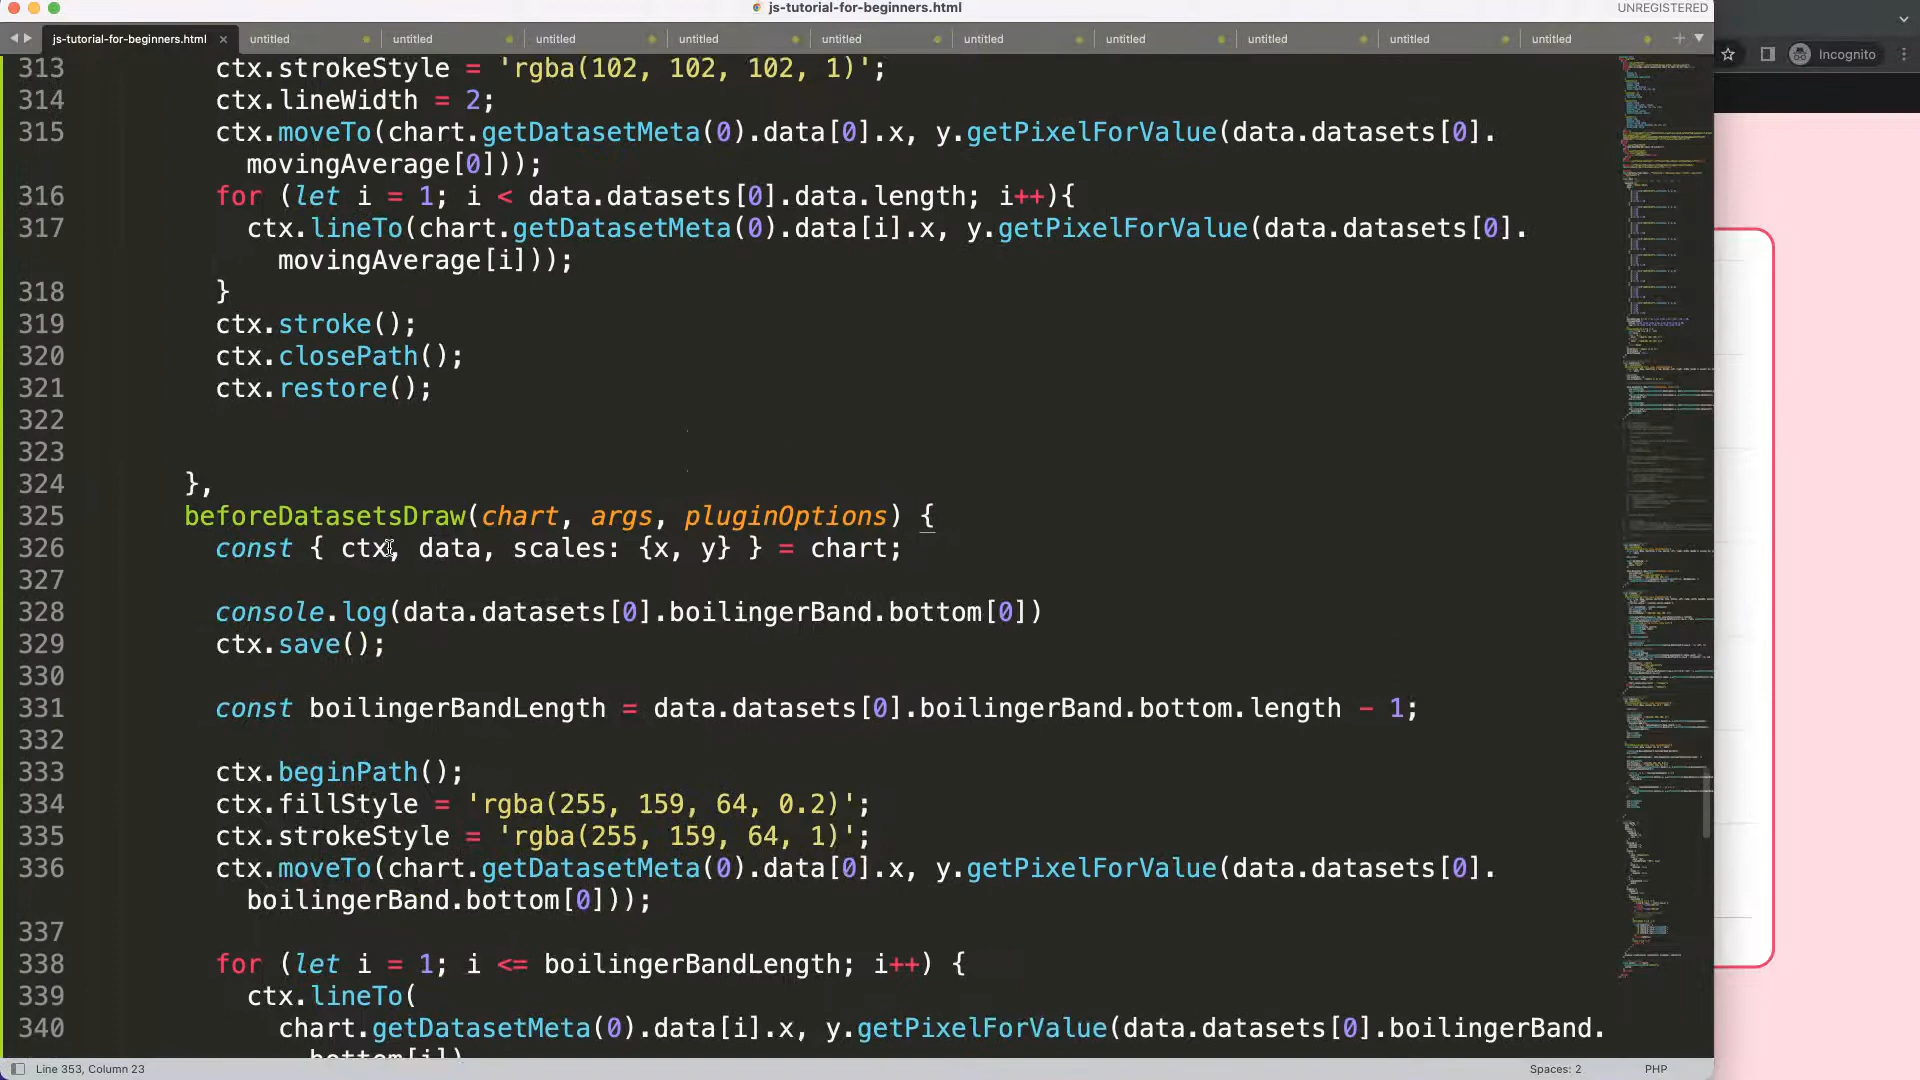 js-tutorial-for-beginners.html
UNREGISTERED
js-tutorial-for-beginners.html × untitled untitled untitled untitled untitled untitled untitled untitled untitled untitled
Incognito
313 ctx.strokeStyle = 'rgba(102, 102, 102, 1)';
314 ctx.lineWidth = 2;
315 ctx.moveTo(chart.getDatasetMeta(0).data[0].x, y.getPixelForValue(data.datasets[0].
movingAverage[0]));
316 for (let i = 1; i < data.datasets[0].data.length; i++){
317 ctx.lineTo(chart.getDatasetMeta(0).data[i].x, y.getPixelForValue(data.datasets[0].
movingAverage[i]));
318 }
319 ctx.stroke();
320 ctx.closePath();
321 ctx.restore();
322
323
324 },
325 beforeDatasetsDraw(chart, args, pluginOptions) {
326 const { ctx, data, scales: {x, y} } = chart;
327
328 console.log(data.datasets[0].boilingerBand.bottom[0])
329 ctx.save();
330
331 const boilingerBandLength = data.datasets[0].boilingerBand.bottom.length - 1;
332
333 ctx.beginPath();
334 ctx.fillStyle = 'rgba(255, 159, 64, 0.2)';
335 ctx.strokeStyle = 'rgba(255, 159, 64, 1)';
336 ctx.moveTo(chart.getDatasetMeta(0).data[0].x, y.getPixelForValue(data.datasets[0].
boilingerBand.bottom[0]));
337
338 for (let i = 1; i <= boilingerBandLength; i++) {
339 ctx.lineTo(
340 chart.getDatasetMeta(0).data[i].x, y.getPixelForValue(data.datasets[0].boilingerBand.
bottom[i])
Line 353, Column 23
Spaces: 2
PHP